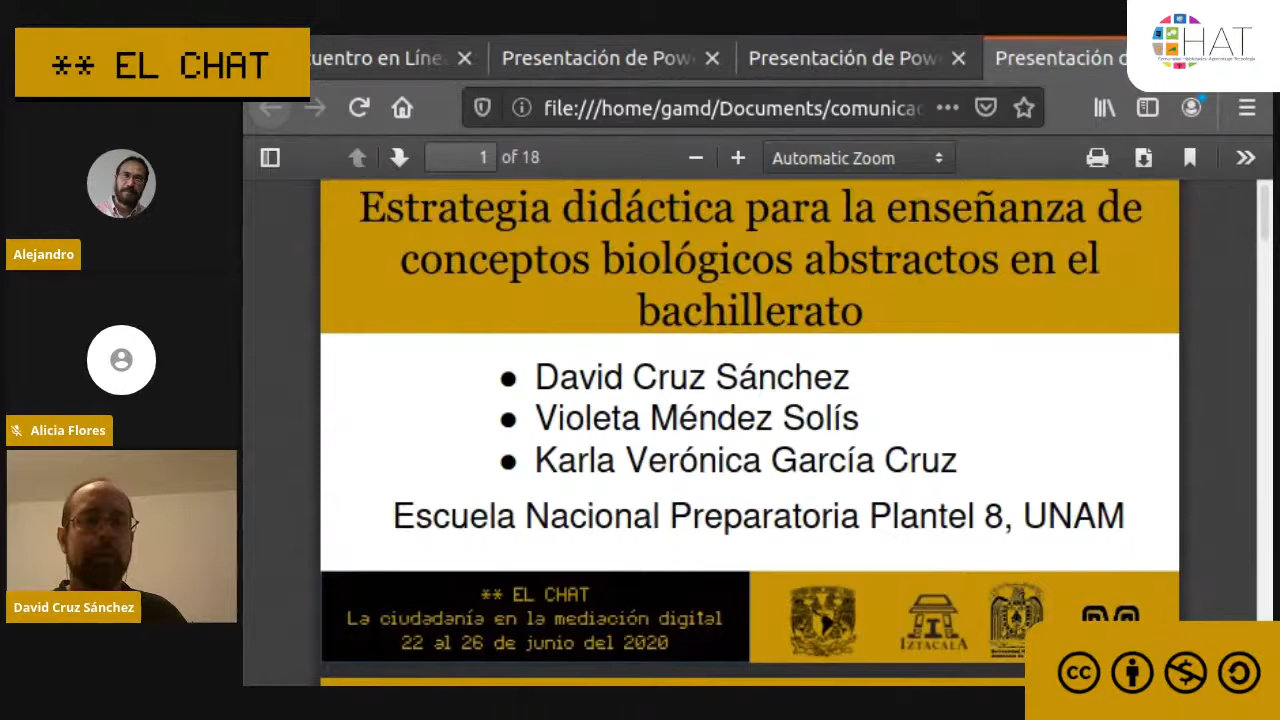 ** EL CHAT
uentro en Líne
Presentación de Pow
Presentación de Pow
Presentación d
HAT
file:///home/gamd/Documents/comunicac
1 of 18
Automatic Zoom
Alejandro
Alicia Flores
David Cruz Sánchez
Estrategia didáctica para la enseñanza de
conceptos biológicos abstractos en el
bachillerato
● David Cruz Sánchez
● Violeta Méndez Solís
● Karla Verónica García Cruz
Escuela Nacional Preparatoria Plantel 8, UNAM
** EL CHAT
La ciudadanía en la mediación digital
22 al 26 de junio del 2020
IZTACALA
cc